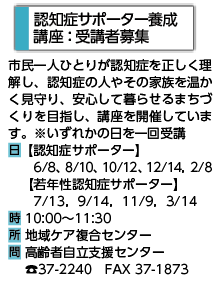 認知症サポーター養成
講座：受講者募集
市民一人ひとりが認知症を正しく理
解し、認知症の人やその家族を温か
く見守り、安心して暮らせるまちづ
くりを目指し、講座を開催していま
す。※いずれかの日を一回受講
日 【認知症サポーター】
6/8、8/10、10/12、12/14、2/8
【若年性認知症サポーター】
7/13，9/14，11/9，3/14
時 10:00〜11:30
所 地域ケア複合センター
問 高齢者自立支援センター
☎37-2240 FAX 37-1873